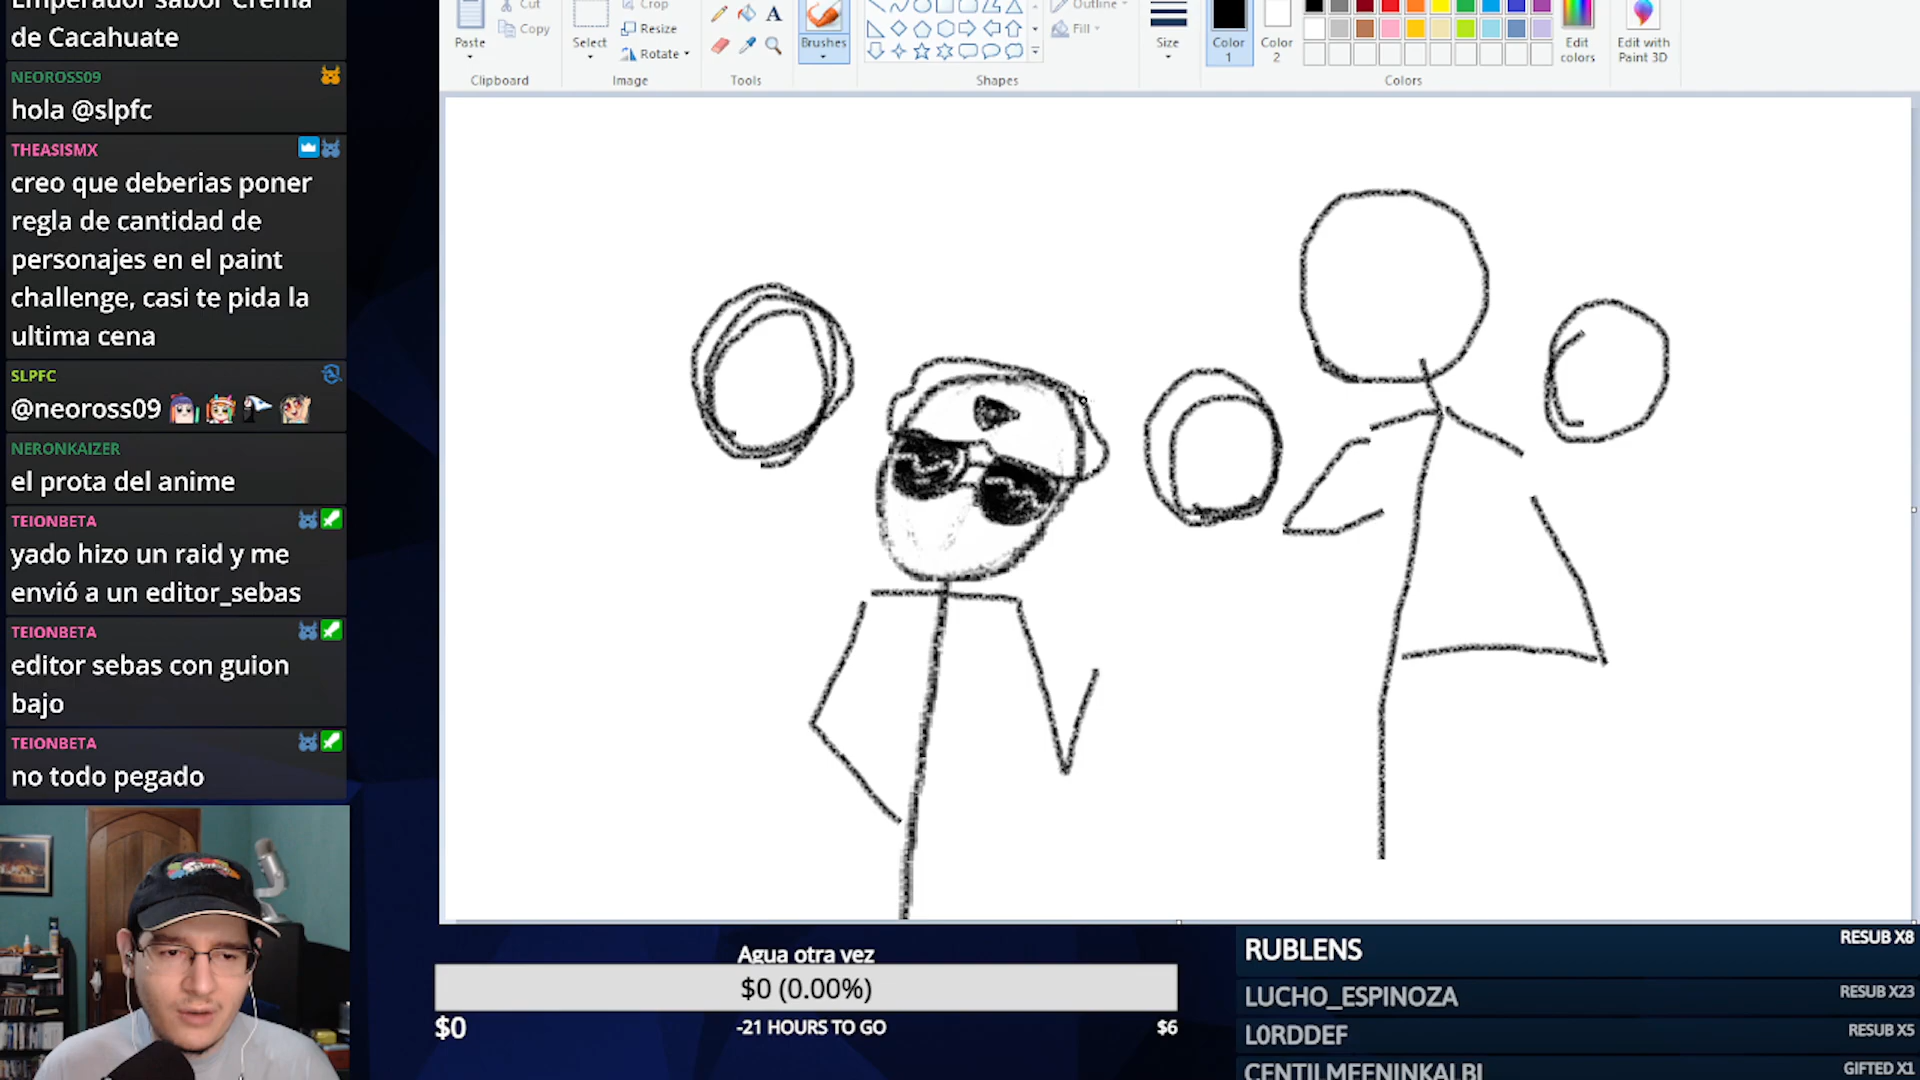 Emperador sabor Crema
de Cacahuate
NEOROSS09
hola @slpfc
THEASISMX
creo que deberias poner
regla de cantidad de
personajes en el paint
challenge, casi te pida la
ultima cena
SLPFC
@neoross09
NERONKAIZER
el prota del anime
TEIONBETA
yado hizo un raid y me
envió a un editor_sebas
TEIONBETA
editor sebas con guion
bajo
TEIONBETA
no todo pegado
Paste
Cut
Copy
Clipboard
Select
Crop
Resize
Rotate
Image
A
Tools
Brushes
Outline
Fill
Shapes
Size
Color
1
Color
2
Edit
colors
Edit with
Paint 3D
Colors
Agua otra vez
$0 (0.00%)
$0
-21 HOURS TO GO
$6
RUBLENS
RESUB X8
LUCHO_ESPINOZA
RESUB X23
L0RDDEF
RESUB X5
CENTILMEENINKALBI
GIFTED X1